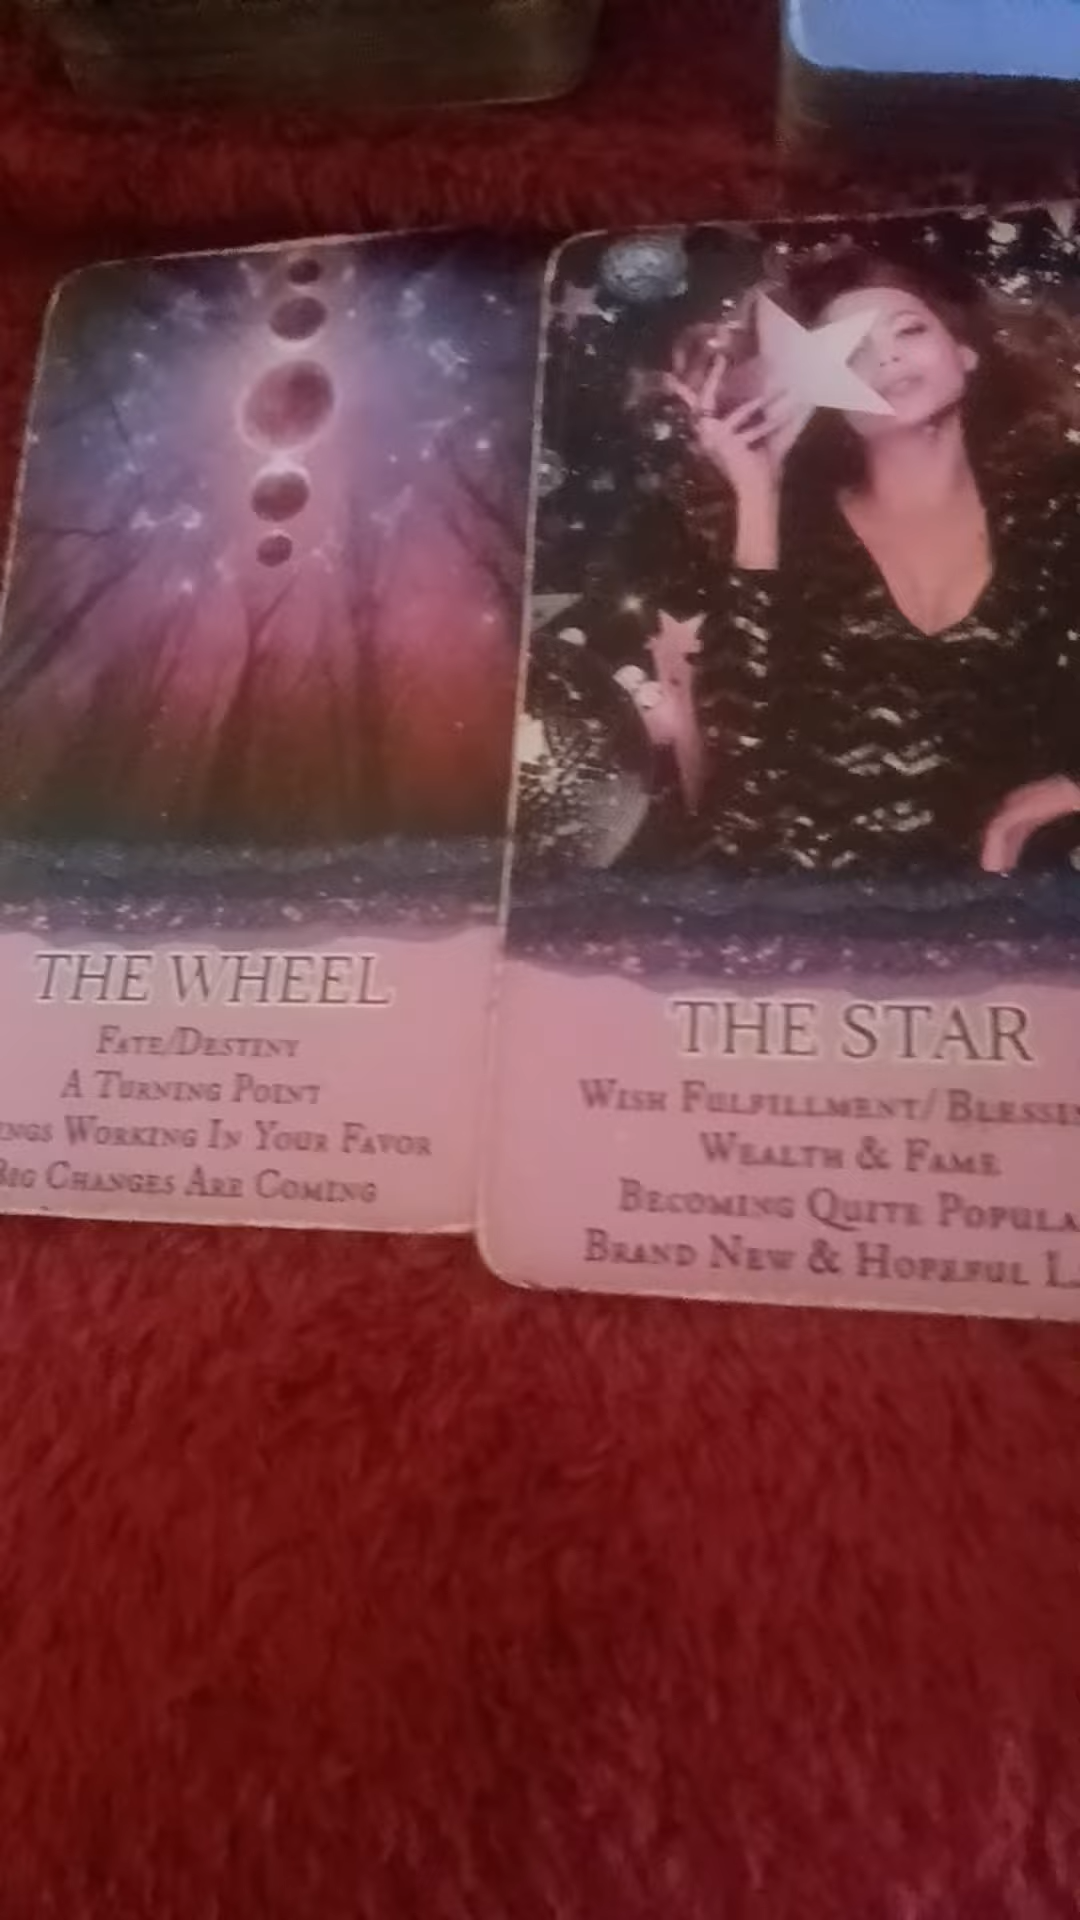 THE WHEEL
FATE/DESTINY
A TURNING POINT
WORKING IN YOUR FAVOR
BIG CHANGES ARE COMING
THE STAR
WISH FULFILLMENT/
WEALTH & FAME
BECOMING QUITE
BRAND NEW & HOPEFUL